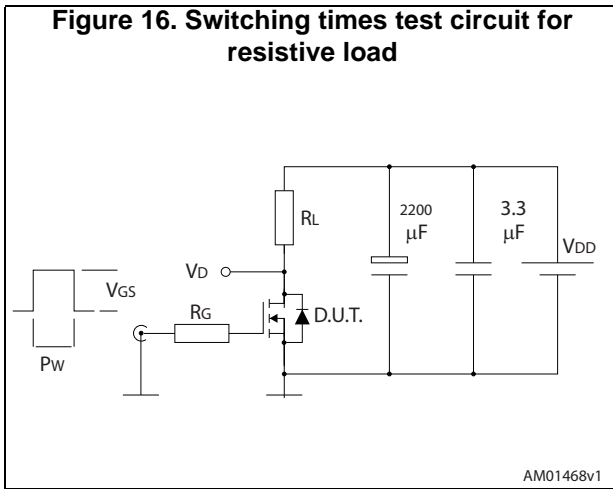 Figure 16. Switching times test circuit for
resistive load
RL
2200
μF
3.3
μF
VDD
VD
VGS
RG
D.U.T.
PW
AM01468v1